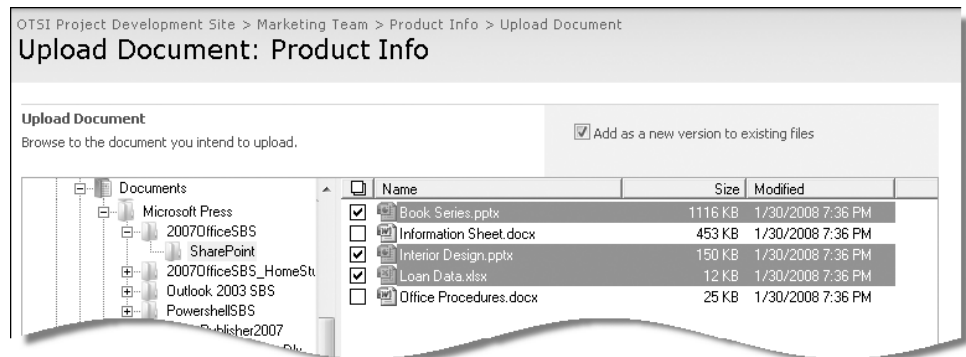 OTSI Project Development Site > Marketing Team > Product Info > Upload Document
Upload Document: Product Info
Upload Document
Browse to the document you intend to upload.
Add as a new version to existing files
Documents
Microsoft Press
2007OfficeSBS
SharePoint
2007OfficeSBS_HomeStu
Outlook 2003 SBS
PowershellSBS
Publisher2007
Name Size Modified
Book Series.pptx 1116 KB 1/30/2008 7:36 PM
Information Sheet.docx 453 KB 1/30/2008 7:36 PM
Interior Design.pptx 150 KB 1/30/2008 7:36 PM
Loan Data.xlsx 12 KB 1/30/2008 7:36 PM
Office Procedures.docx 25 KB 1/30/2008 7:36 PM